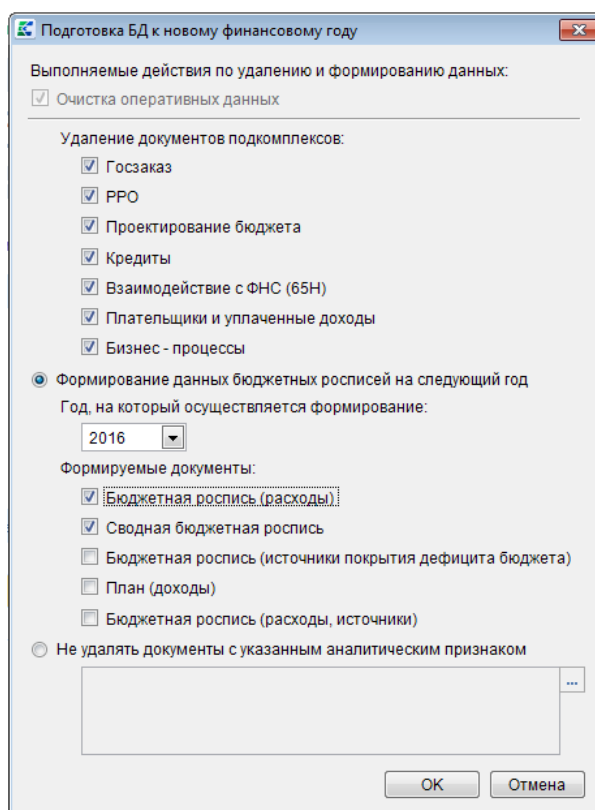 Подготовка БД к новому финансовому году
Выполняемые действия по удалению и формированию данных:
Очистка оперативных данных
Удаление документов подкомплексов:
Госзаказ
РРО
Проектирование бюджета
Кредиты
Взаимодействие с ФНС (65Н)
Плательщики и уплаченные доходы
Бизнес - процессы
Формирование данных бюджетных росписей на следующий год
Год, на который осуществляется формирование:
2016
Формируемые документы:
Бюджетная роспись (расходы)
Сводная бюджетная роспись
Бюджетная роспись (источники покрытия дефицита бюджета)
План (доходы)
Бюджетная роспись (расходы, источники)
Не удалять документы с указанным аналитическим признаком
...
OK Отмена